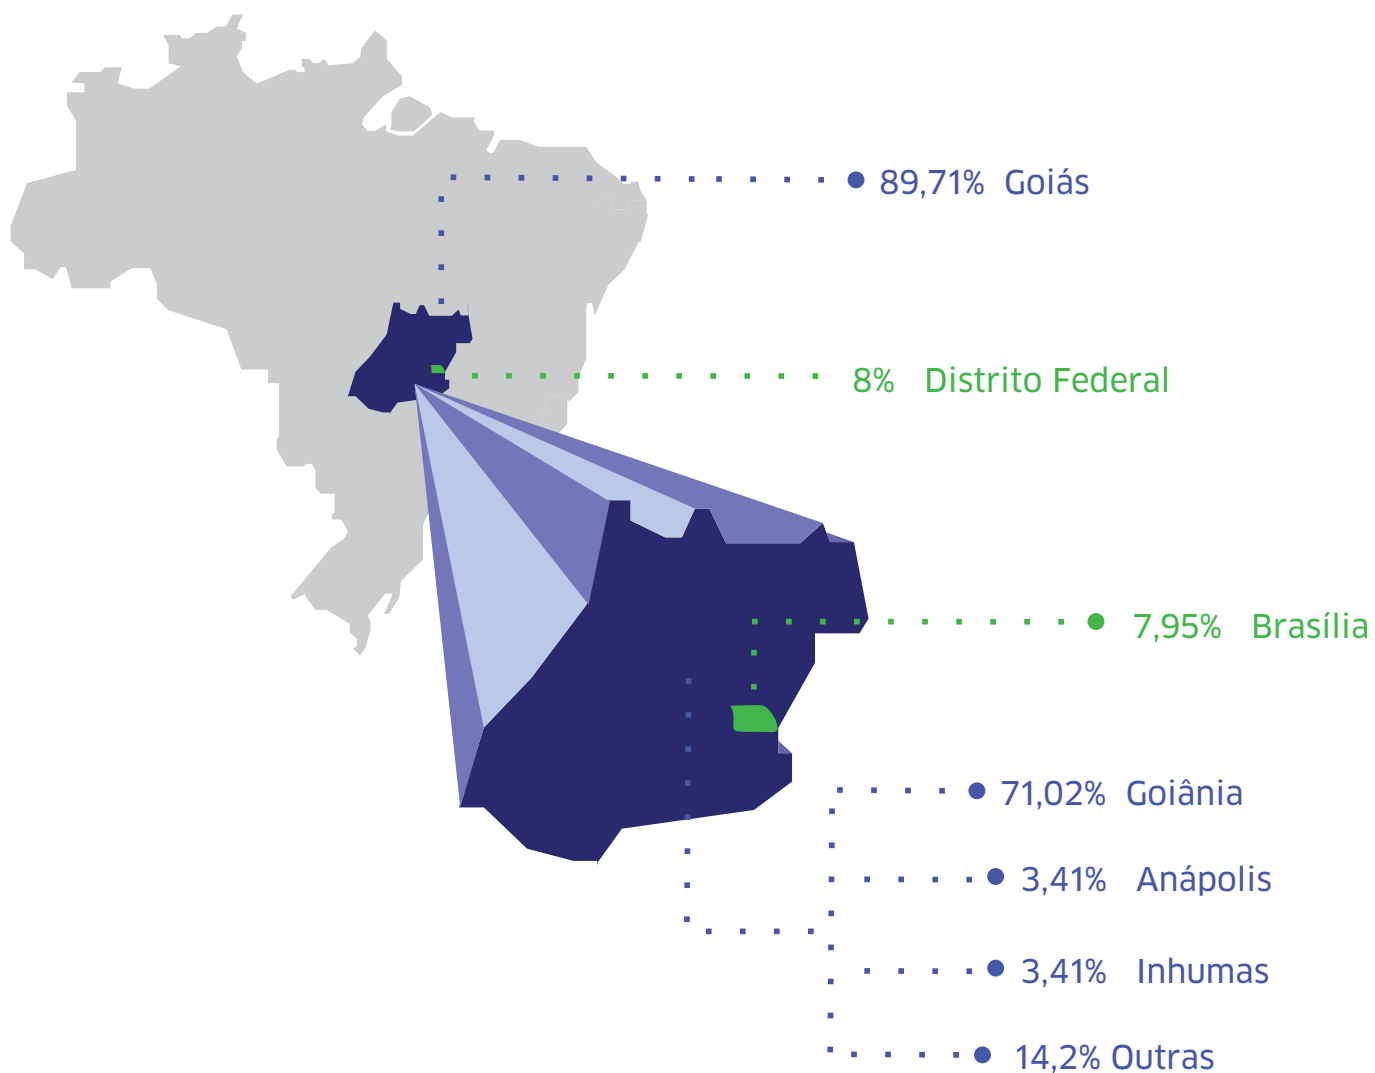 89,71% Goiás
8% Distrito Federal
7,95% Brasília
71,02% Goiânia
3,41% Anápolis
3,41% Inhumas
14,2% Outras